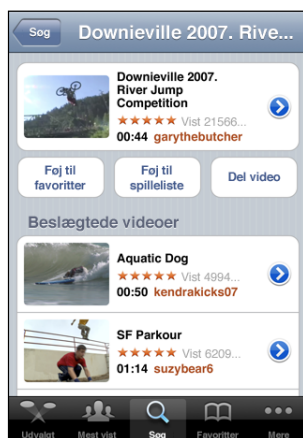 Søg
Downieville 2007. Rive...
Downieville 2007.
River Jump
Competition
Vist 21566...
00:44 garythebutcher
Føj til
favoritter
Føj til
spilleliste
Del video
Beslægtede videoer
Aquatic Dog
Vist 4994...
00:50 kendrakicks07
SF Parkour
Vist 6209...
01:14 suzybear6
Udvalgt
Mest vist
Søg
Favoritter
Mere